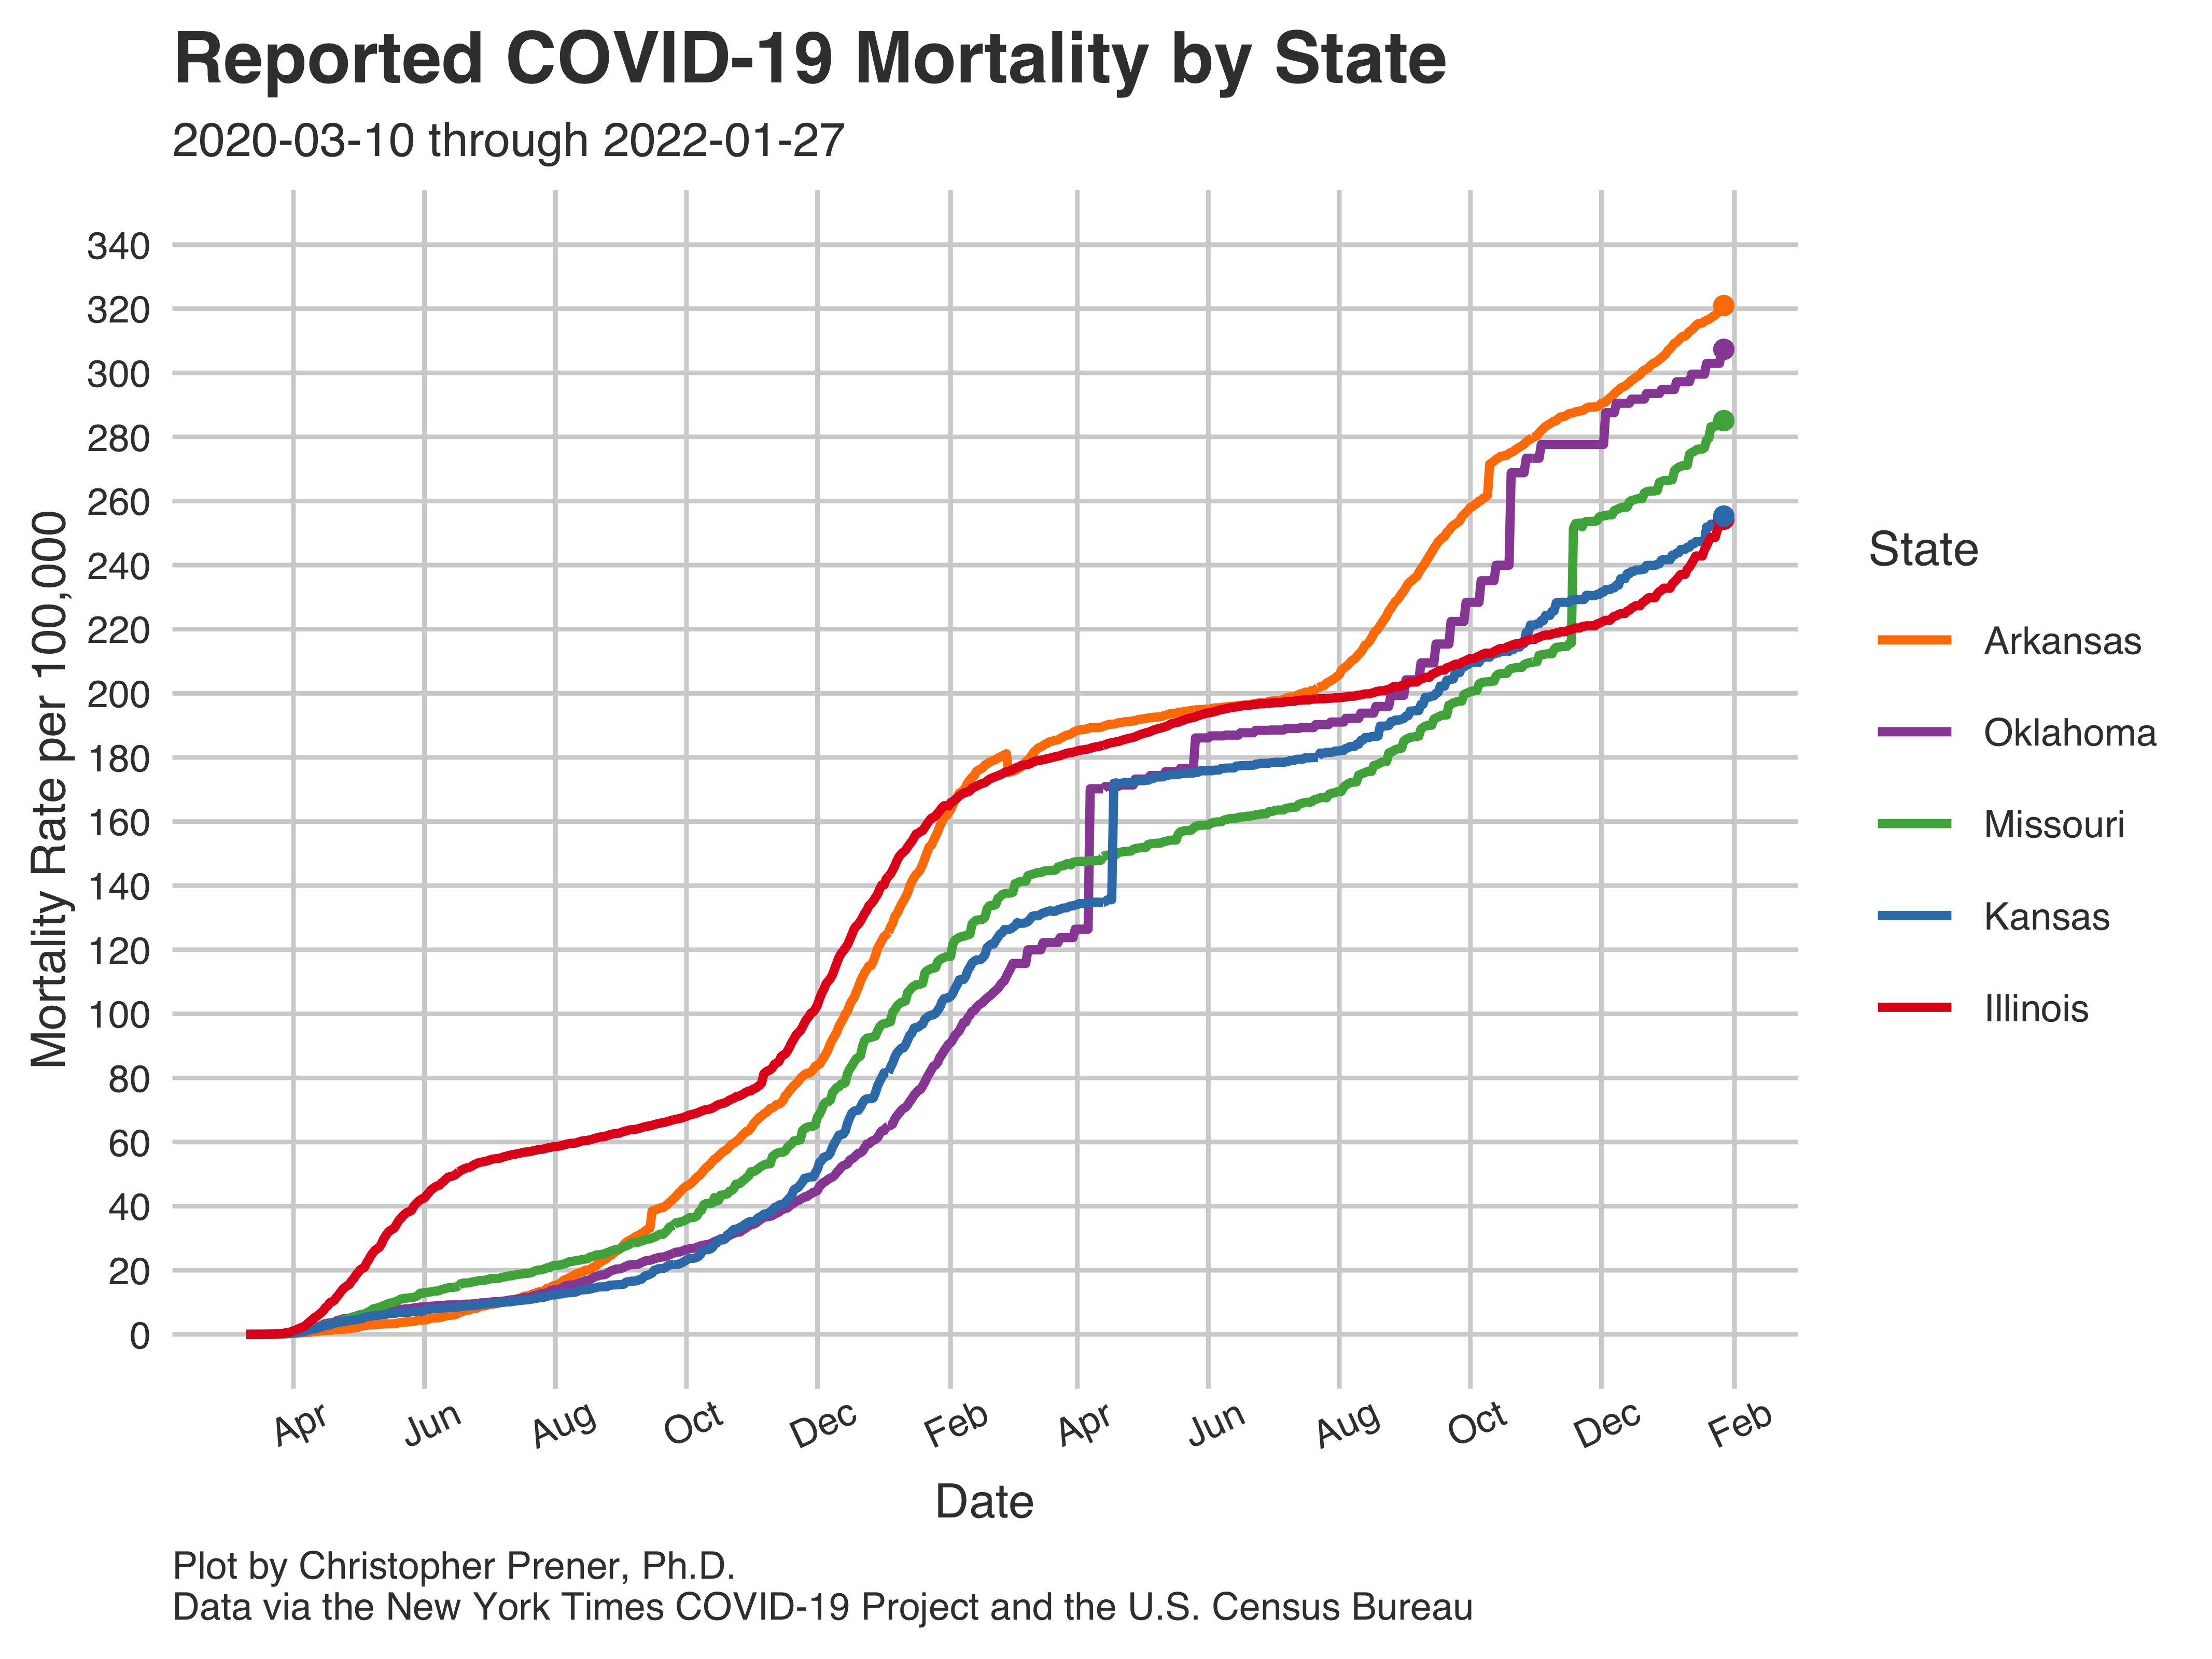 Reported COVID-19 Mortality by State
2020-03-10 through 2022-01-27
Mortality Rate per 100,000
340
320
300
280
260
240
220
200
180
160
140
120
100
80
60
40
20
0
Apr
Jun
Aug
Oct
Dec
Feb
Apr
Jun
Aug
Oct
Dec
Feb
Date
State
Arkansas
Oklahoma
Missouri
Kansas
Illinois
Plot by Christopher Prener, Ph.D.
Data via the New York Times COVID-19 Project and the U.S. Census Bureau